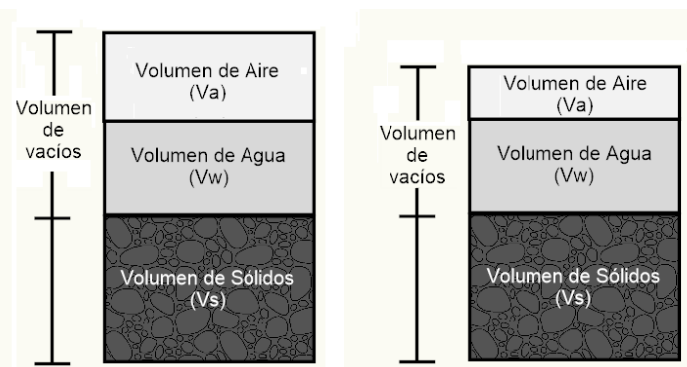 Volumen de Aire
(Va)
Volumen
de
vacíos
Volumen de Agua
(Vw)
Volumen de Sólidos
(Vs)
Volumen de Aire
(Va)
Volumen
de
vacíos
Volumen de Agua
(Vw)
Volumen de Sólidos
(Vs)